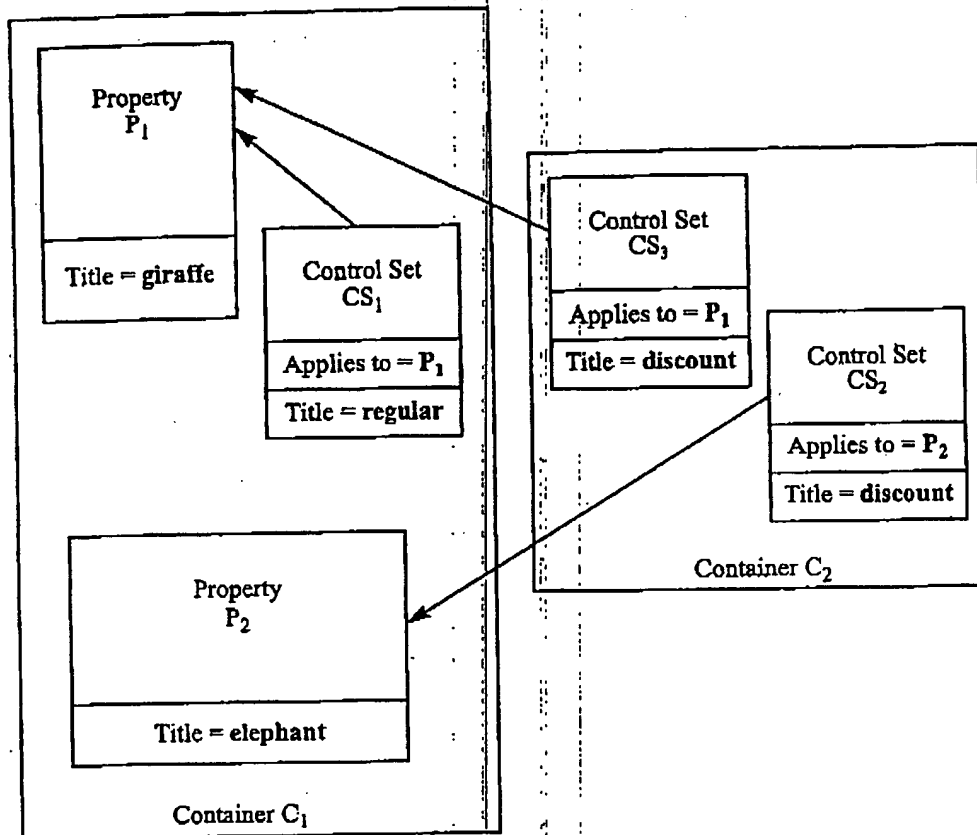 Property
P₁
Title = giraffe
Control Set
CS₁
Applies to = P₁
Title = regular
Property
P₂
Title = elephant
Container C₁
Control Set
CS₃
Applies to = P₁
Title = discount
Control Set
CS₂
Applies to = P₂
Title = discount
Container C₂